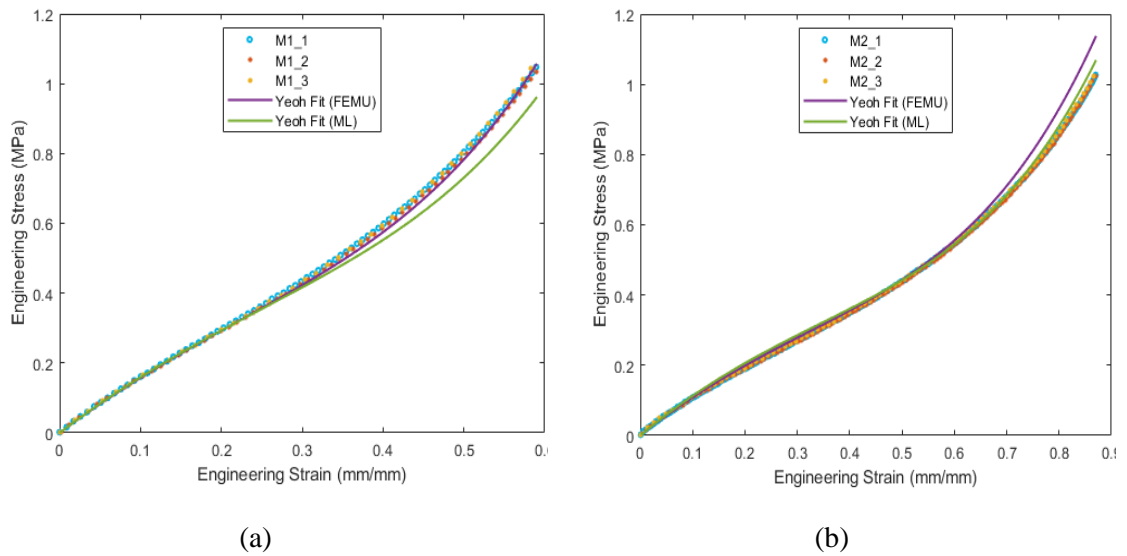 1.2
1
0.8
0.6
0.4
0.2
0
Engineering Stress (MPa)
M1_1
M1_2
M1_3
Yeoh Fit (FEMU)
Yeoh Fit (ML)
0 0.1 0.2 0.3 0.4 0.5
Engineering Strain (mm/mm)
(a)
1.2
1
0.8
0.6
0.4
0.2
0
Engineering Stress (MPa)
M2_1
M2_2
M2_3
Yeoh Fit (FEMU)
Yeoh Fit (ML)
0 0.1 0.2 0.3 0.4 0.5 0.6 0.7 0.8 0.9
Engineering Strain (mm/mm)
(b)